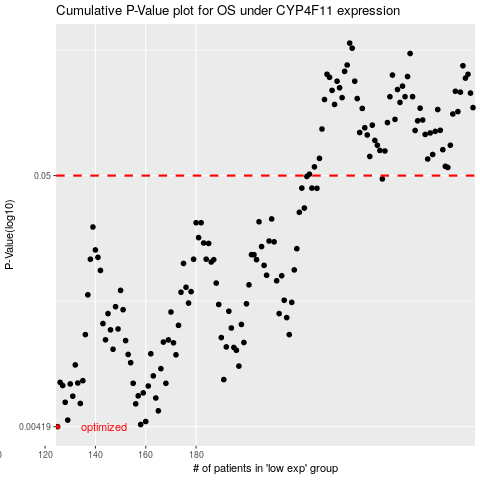 Cumulative P-Value plot for OS under CYP4F11 expression
P-Value(log10)
0.05
0.00419
optimized
0
120
140
160
180
# of patients in 'low exp' group